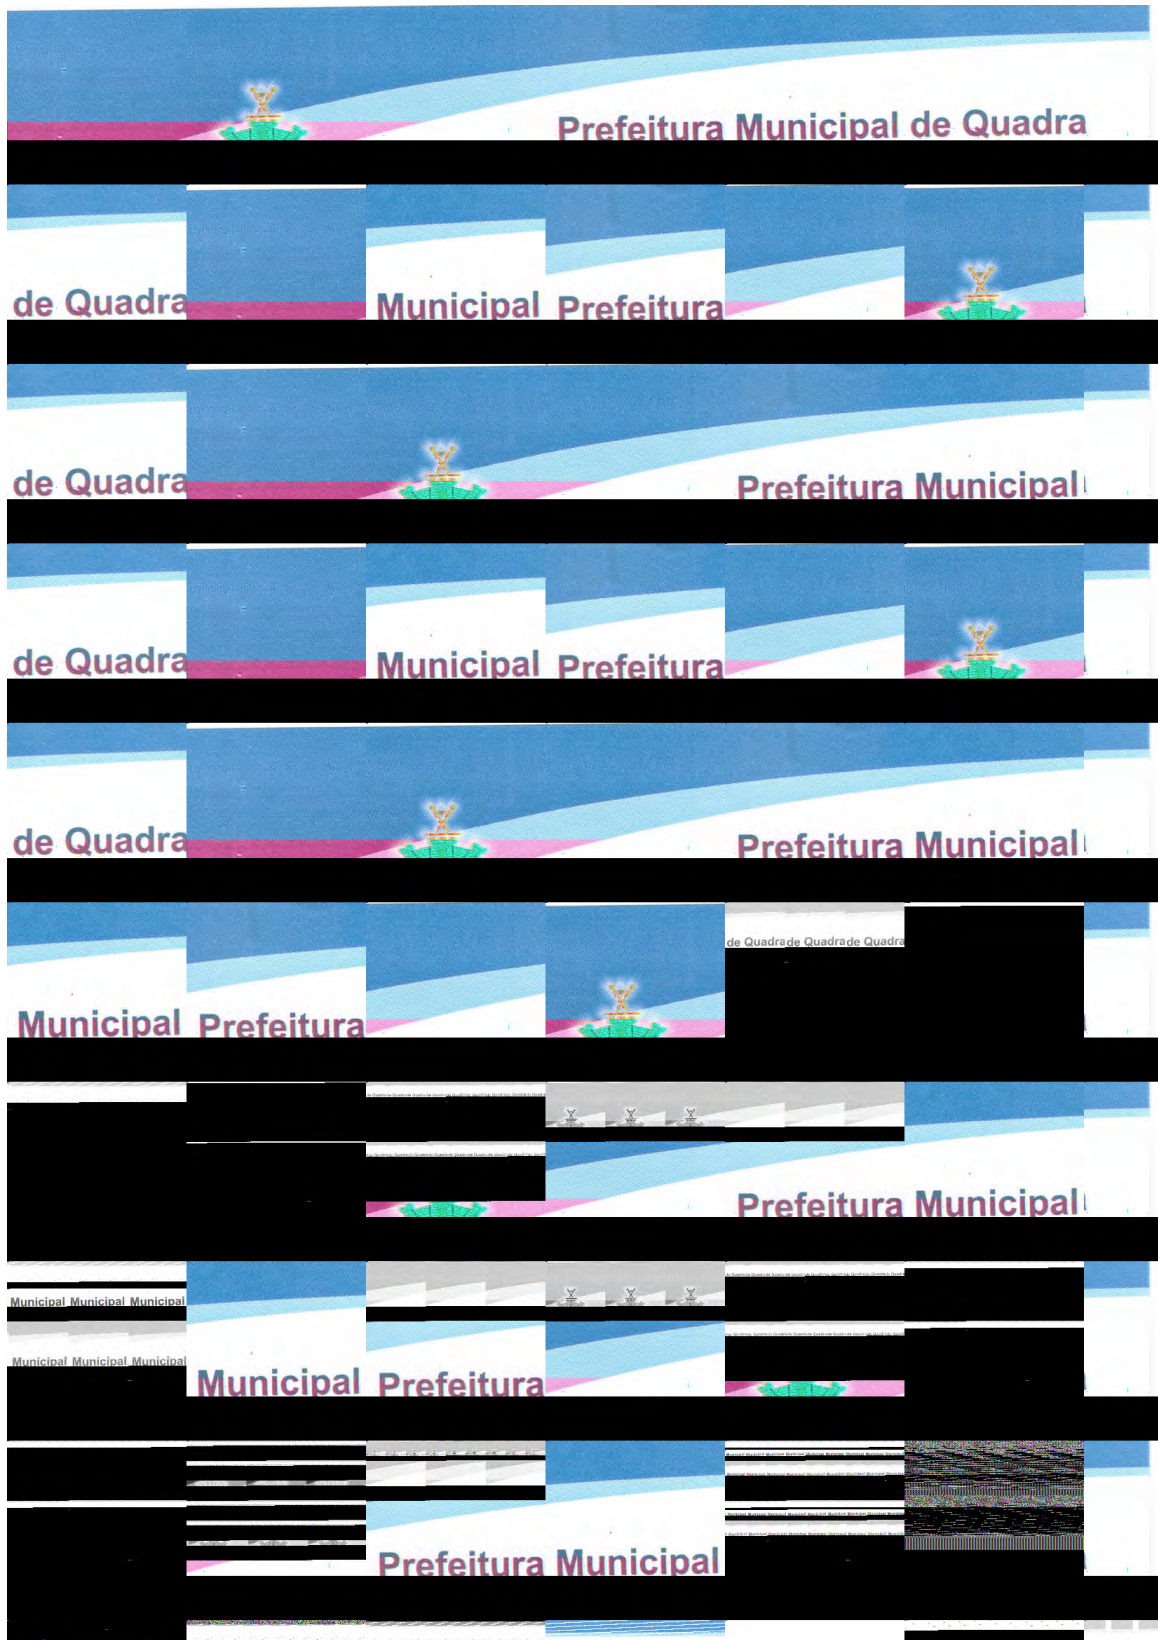 Prefeitura Municipal de Quadra
de Quadra Municipal Prefeitura
de Quadra Prefeitura Municipal
de Quadra Municipal Prefeitura
de Quadra Prefeitura Municipal
de Quadra de Quadra de Quadra
Municipal Prefeitura
Prefeitura Municipal
Municipal Municipal Municipal
Municipal Municipal Municipal
Municipal Prefeitura
Prefeitura Municipal